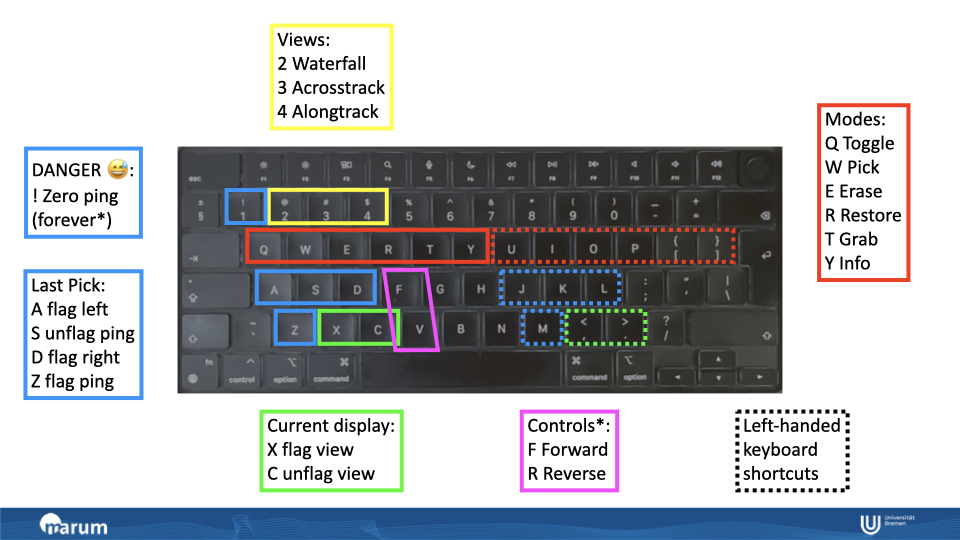 Views:
2 Waterfall
3 Acrosstrack
4 Alongtrack
Modes:
Q Toggle
W Pick
E Erase
R Restore
T Grab
Y Info
DANGER 😅:
! Zero ping
(forever*)
Last Pick:
A flag left
S unflag ping
D flag right
Z flag ping
esc F1 F2 F3 F4 F5 F6 F7 F8 F9 F10 F11 F12
± ! @ # $ % ^ & * ( ) _ +
§ 1 2 3 4 5 6 7 8 9 0 - =
Q W E R T Y U I O P { }
[ ]
A S D F G H J K L : " |
; ' \
~ Z X C V B N M < > ?
` , . /
fn control option command command option
Current display:
X flag view
C unflag view
Controls*:
F Forward
R Reverse
Left-handed
keyboard
shortcuts
marum
Universität
Bremen